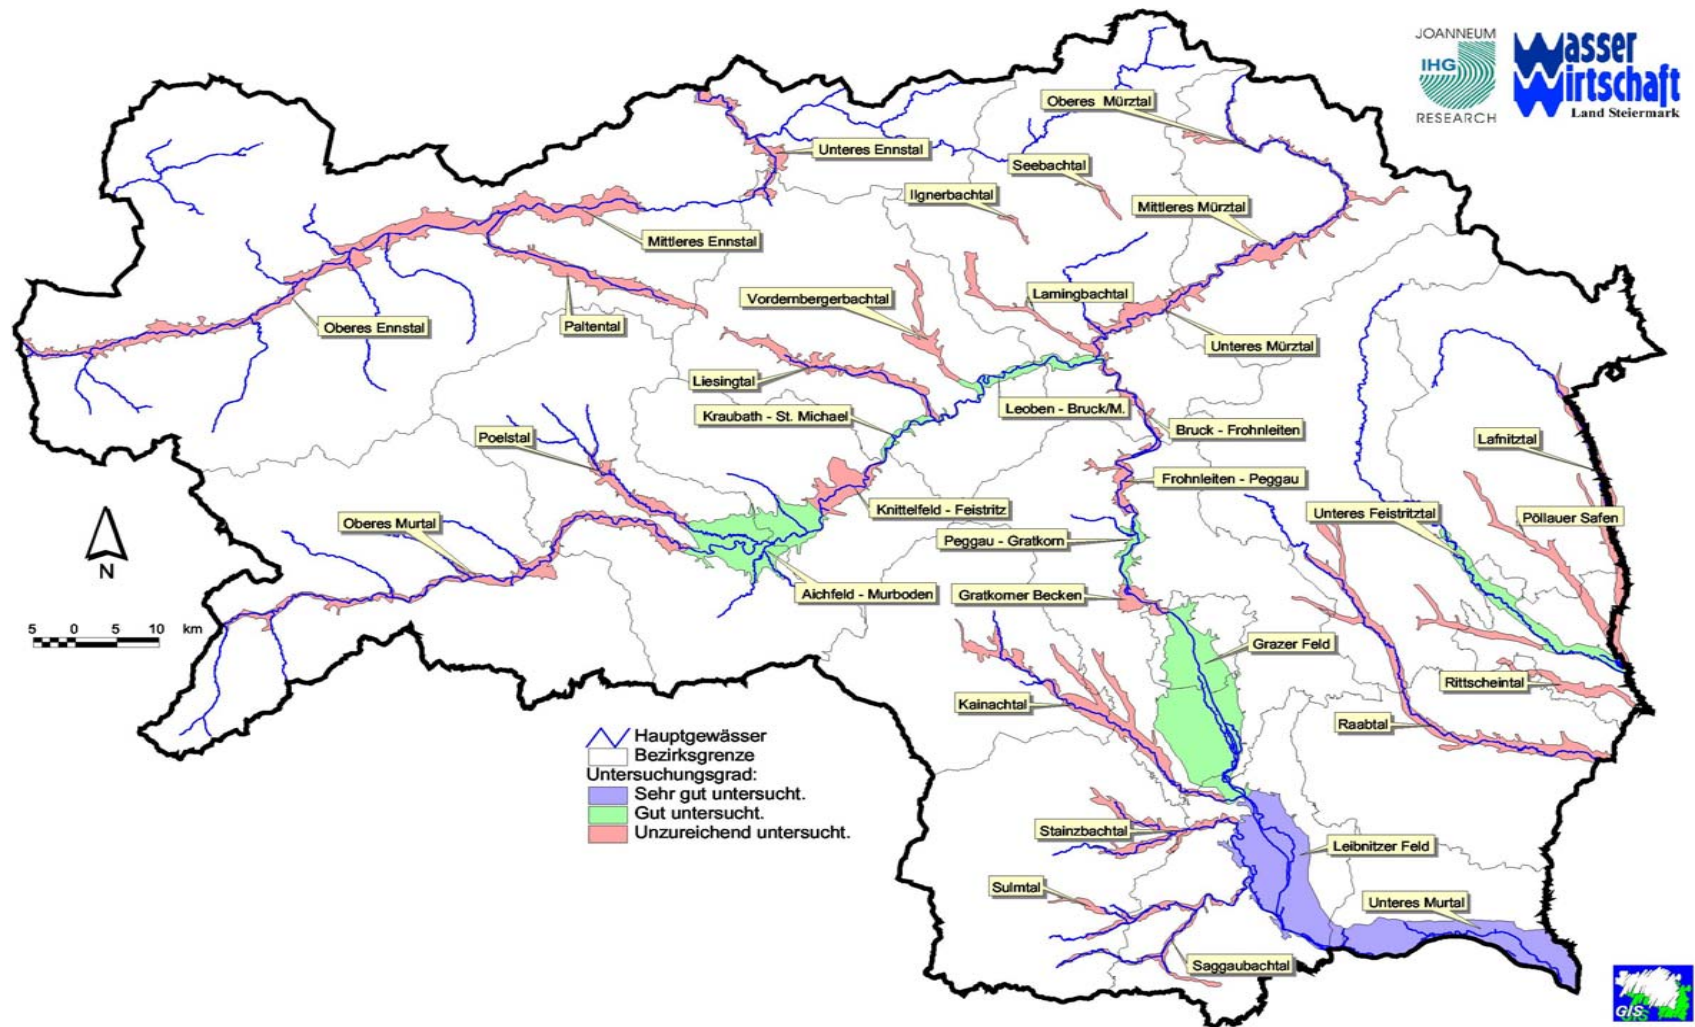 JOANNEUM
IHG
RESEARCH
Wasser
Wirtschaft
Land Steiermark
Oberes Mürztal
Unteres Ennstal
Seebachtal
Ilgnerbachtal
Mittleres Mürztal
Mittleres Ennstal
Vordernbergerbachtal
Lamingbachtal
Oberes Ennstal
Paltental
Unteres Mürztal
Liesingtal
Kraubath - St. Michael
Leoben - Bruck/M.
Bruck - Frohnleiten
Poelstal
Lafnitztal
Frohnleiten - Peggau
Knittelfeld - Feistritz
Unteres Feistritztal
Pöllauer Safen
Oberes Murtal
Peggau - Gratkorn
N
Aichfeld - Murboden
Gratkorner Becken
5 0 5 10 km
Grazer Feld
Rittscheintal
Kainachtal
Raabtal
Hauptgewässer
Bezirksgrenze
Untersuchungsgrad:
Sehr gut untersucht.
Gut untersucht.
Unzureichend untersucht.
Stainzbachtal
Leibnitzer Feld
Sulmtal
Unteres Murtal
Saggaubachtal
GIS